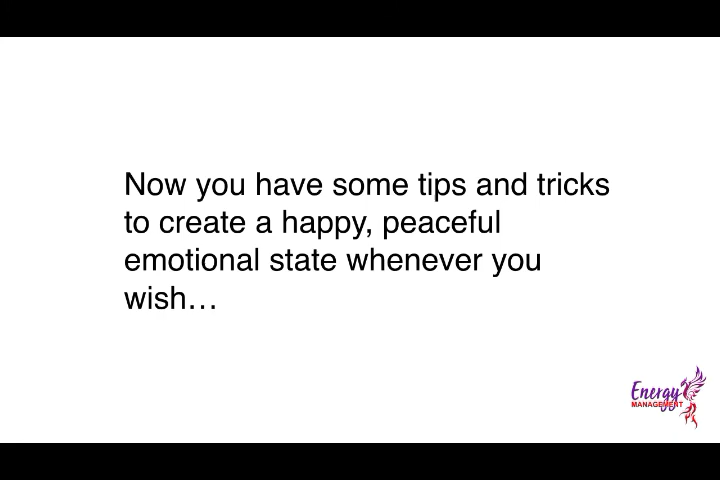 Now you have some tips and tricks
to create a happy, peaceful
emotional state whenever you
wish…
Energy
MANAGEMENT